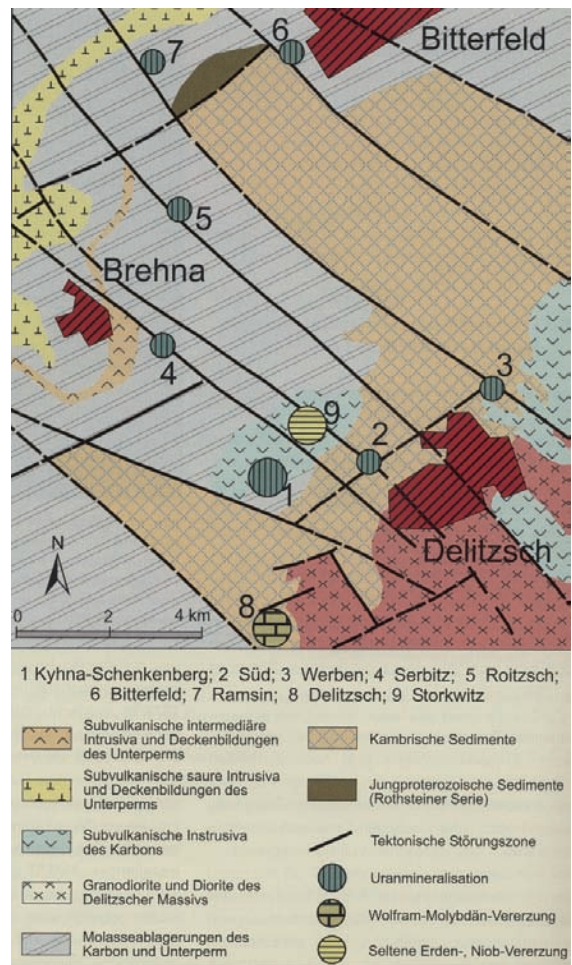 Bitterfeld
6
7
5
Brehna
4
3
9
2
1
Delitzsch
N
8
0 2 4 km
1 Kyhna-Schenkenberg; 2 Süd; 3 Werben; 4 Serbitz; 5 Roitzsch;
6 Bitterfeld; 7 Ramsin; 8 Delitzsch; 9 Storkwitz
Subvulkanische intermediäre
Intrusiva und Deckenbildungen
des Unterperms
Subvulkanische saure Intrusiva
und Deckenbildungen des
Unterperms
Subvulkanische Instrusiva
des Karbons
Granodiorite und Diorite des
Delitzscher Massivs
Molasseablagerungen des
Karbon und Unterperm
Kambrische Sedimente
Jungproterozoische Sedimente
(Rothsteiner Serie)
Tektonische Störungszone
Uranmineralisation
Wolfram-Molybdän-Vererzung
Seltene Erden-, Niob-Vererzung